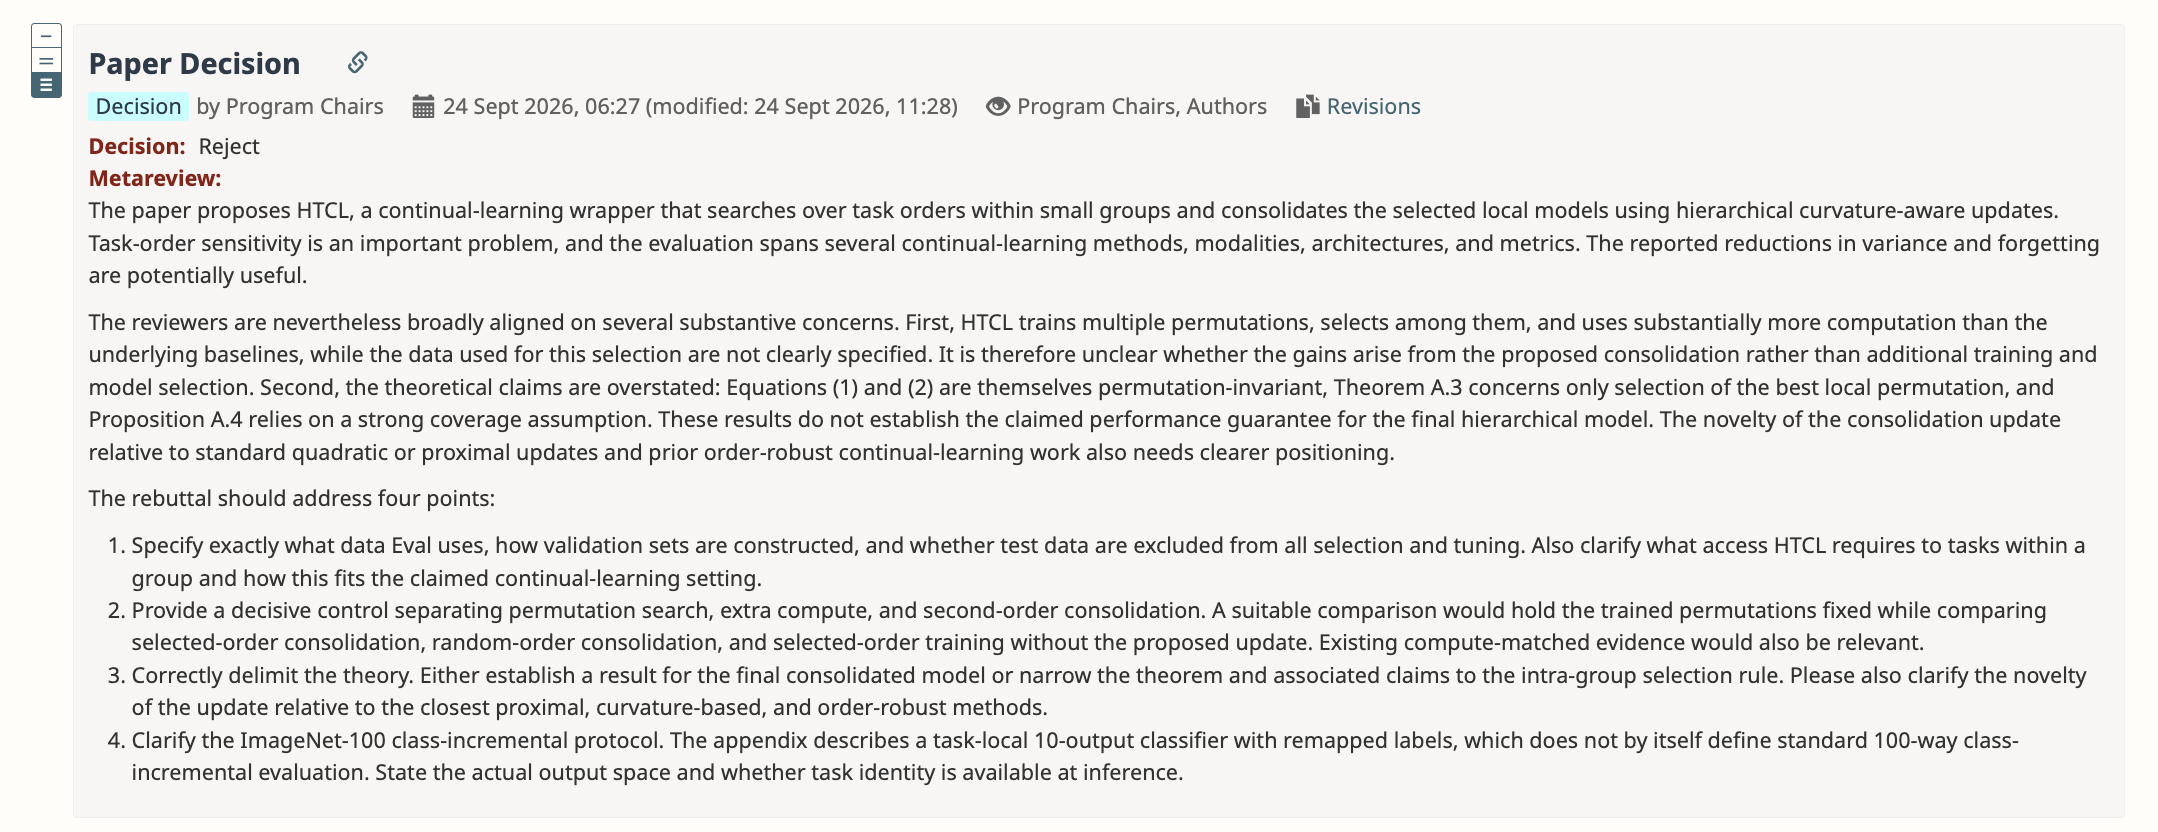 Paper Decision
Decision by Program Chairs 24 Sept 2026, 06:27 (modified: 24 Sept 2026, 11:28) Program Chairs, Authors Revisions
Decision: Reject
Metareview:
The paper proposes HTCL, a continual-learning wrapper that searches over task orders within small groups and consolidates the selected local models using hierarchical curvature-aware updates.
Task-order sensitivity is an important problem, and the evaluation spans several continual-learning methods, modalities, architectures, and metrics. The reported reductions in variance and forgetting
are potentially useful.
The reviewers are nevertheless broadly aligned on several substantive concerns. First, HTCL trains multiple permutations, selects among them, and uses substantially more computation than the
underlying baselines, while the data used for this selection are not clearly specified. It is therefore unclear whether the gains arise from the proposed consolidation rather than additional training and
model selection. Second, the theoretical claims are overstated: Equations (1) and (2) are themselves permutation-invariant, Theorem A.3 concerns only selection of the best local permutation, and
Proposition A.4 relies on a strong coverage assumption. These results do not establish the claimed performance guarantee for the final hierarchical model. The novelty of the consolidation update
relative to standard quadratic or proximal updates and prior order-robust continual-learning work also needs clearer positioning.
The rebuttal should address four points:
1. Specify exactly what data Eval uses, how validation sets are constructed, and whether test data are excluded from all selection and tuning. Also clarify what access HTCL requires to tasks within a
group and how this fits the claimed continual-learning setting.
2. Provide a decisive control separating permutation search, extra compute, and second-order consolidation. A suitable comparison would hold the trained permutations fixed while comparing
selected-order consolidation, random-order consolidation, and selected-order training without the proposed update. Existing compute-matched evidence would also be relevant.
3. Correctly delimit the theory. Either establish a result for the final consolidated model or narrow the theorem and associated claims to the intra-group selection rule. Please also clarify the novelty
of the update relative to the closest proximal, curvature-based, and order-robust methods.
4. Clarify the ImageNet-100 class-incremental protocol. The appendix describes a task-local 10-output classifier with remapped labels, which does not by itself define standard 100-way class-
incremental evaluation. State the actual output space and whether task identity is available at inference.